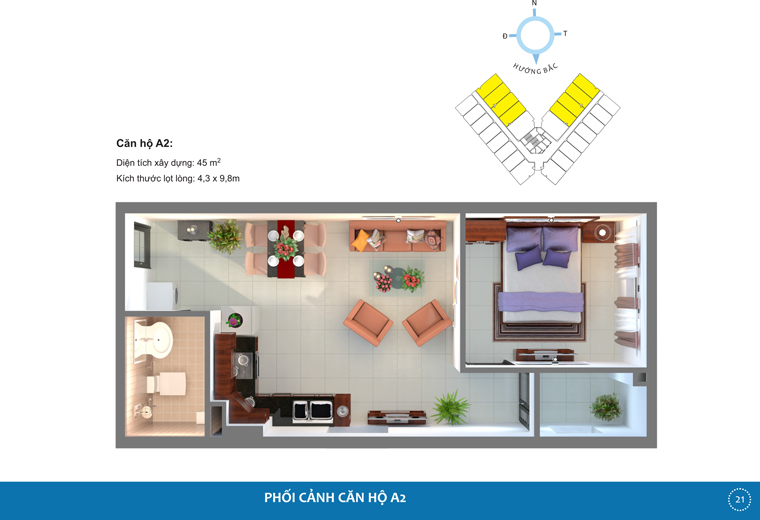 N
Đ
T
HƯỚNG BẮC
Căn hộ A2:
Diện tích xây dựng: 45 m²
Kích thước lọt lòng: 4,3 x 9,8m
PHỐI CẢNH CĂN HỘ A2
21